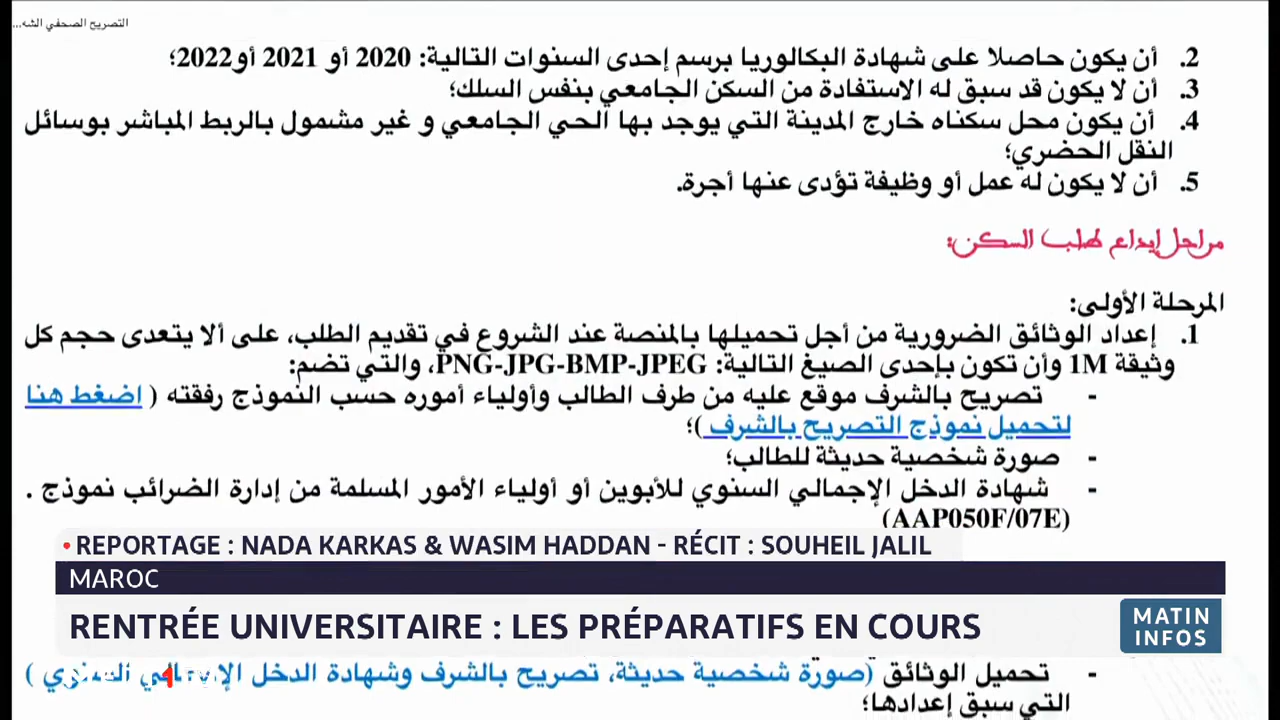 التصريح الصحفي الشه...
2. أن يكون حاصلا على شهادة البكالوريا برسم إحدى السنوات التالية: 2020 أو 2021 أو2022؛
3. أن لا يكون قد سبق له الاستفادة من السكن الجامعي بنفس السلك؛
4. أن يكون محل سكناه خارج المدينة التي يوجد بها الحي الجامعي و غير مشمول بالربط المباشر بوسائل
النقل الحضري؛
5. أن لا يكون له عمل أو وظيفة تؤدى عنها أجرة.
مراحل إيداع طلب السكن:
المرحلة الأولى:
1. إعداد الوثائق الضرورية من أجل تحميلها بالمنصة عند الشروع في تقديم الطلب، على ألا يتعدى حجم كل
وثيقة 1M وأن تكون بإحدى الصيغ التالية: PNG-JPG-BMP-JPEG، والتي تضم:
- تصريح بالشرف موقع عليه من طرف الطالب وأولياء أموره حسب النموذج رفقته ( اضغط هنا
لتحميل نموذج التصريح بالشرف )؛
- صورة شخصية حديثة للطالب؛
- شهادة الدخل الإجمالي السنوي للأبوين أو أولياء الأمور المسلمة من إدارة الضرائب نموذج .
(AAP050F/07E)
• REPORTAGE : NADA KARKAS & WASIM HADDAN - RÉCIT : SOUHEIL JALIL
MAROC
RENTRÉE UNIVERSITAIRE : LES PRÉPARATIFS EN COURS
MATIN
INFOS
- تحميل الوثائق (صورة شخصية حديثة، تصريح بالشرف وشهادة الدخل الإجمالي السنوي )
التي سبق إعدادها؛